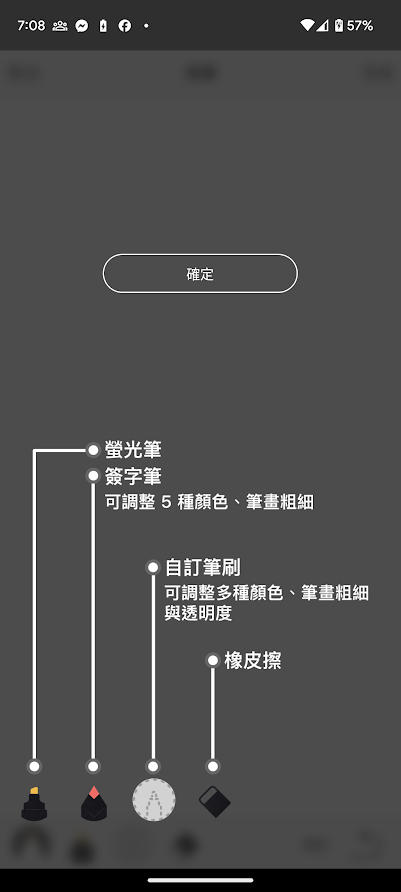 7:08
57%
確定
螢光筆
簽字筆
可調整 5 種顏色、筆畫粗細
自訂筆刷
可調整多種顏色、筆畫粗細
與透明度
橡皮擦